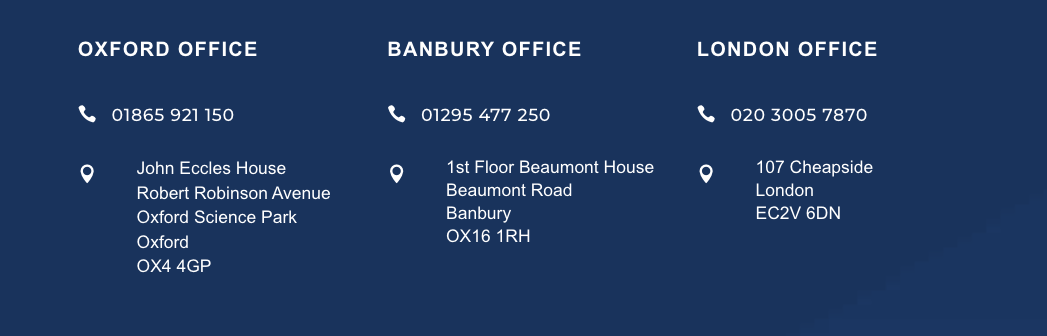 OXFORD OFFICE
01865 921 150
John Eccles House
Robert Robinson Avenue
Oxford Science Park
Oxford
OX4 4GP
BANBURY OFFICE
01295 477 250
1st Floor Beaumont House
Beaumont Road
Banbury
OX16 1RH
LONDON OFFICE
020 3005 7870
107 Cheapside
London
EC2V 6DN